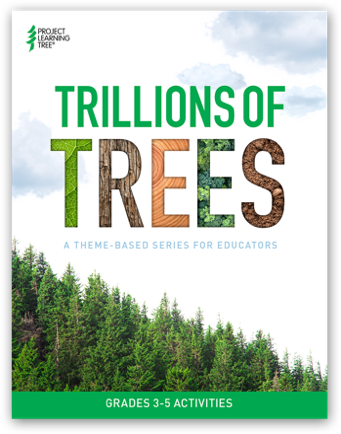 PROJECT
LEARNING
TREE®
TRILLIONS OF
TREES
A THEME-BASED SERIES FOR EDUCATORS
GRADES 3-5 ACTIVITIES